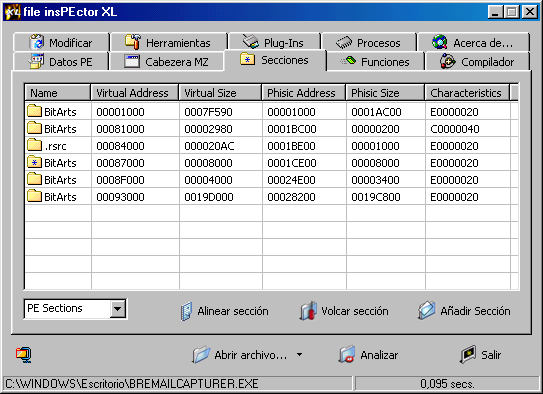 file insPEctor XL
Modificar Herramientas Plug-Ins Procesos Acerca de...
Datos PE Cabezera MZ Secciones Funciones Compilador
Name Virtual Address Virtual Size Phisic Address Phisic Size Characteristics
BitArts 00001000 0007F590 00001000 0001AC00 E0000020
BitArts 00081000 00002980 0001BC00 00000200 C0000040
.rsrc 00084000 000020AC 0001BE00 00001000 E0000020
BitArts 00087000 00008000 0001CE00 00008000 E0000020
BitArts 0008F000 00004000 00024E00 00003400 E0000020
BitArts 00093000 0019D000 00028200 0019C800 E0000020
PE Sections Alinear sección Volcar sección Añadir Sección
Abrir archivo... Analizar Salir
C:\WINDOWS\Escritorio\BREMAILCAPTURER.EXE 0,095 secs.